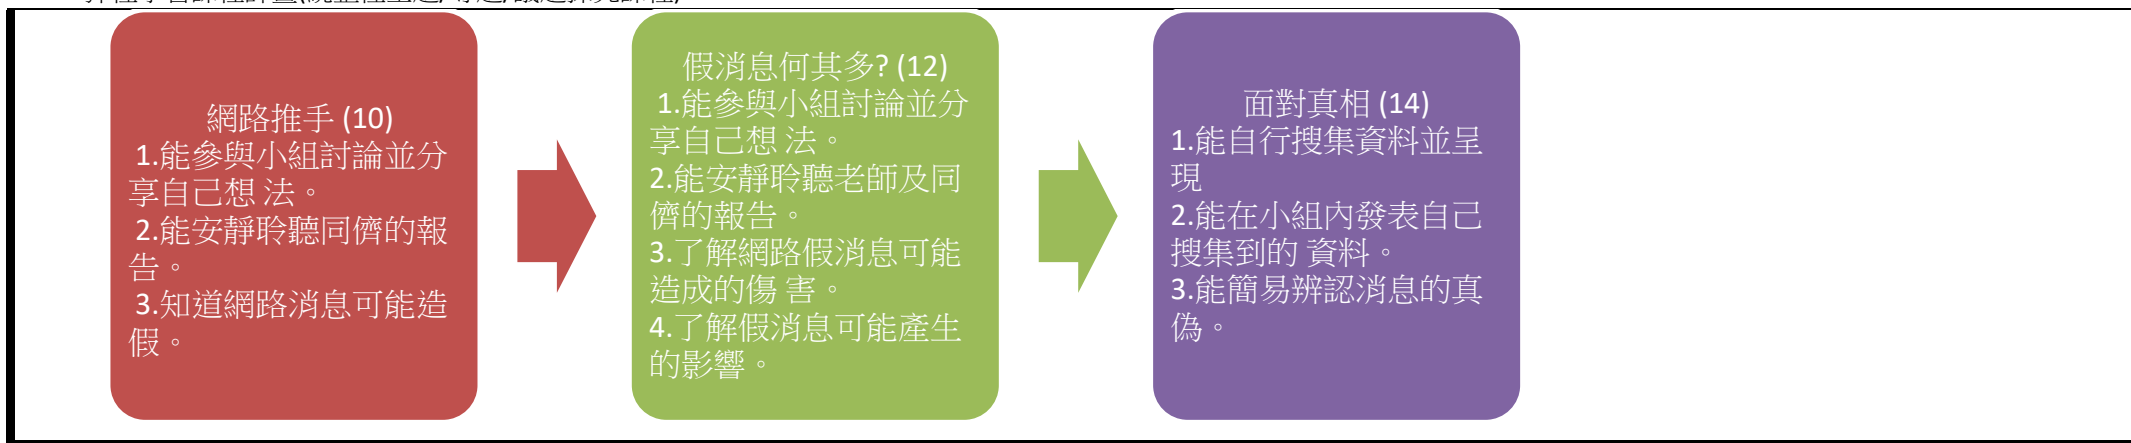 網路推手 (10)
1.能參與小組討論並分
享自己想 法。
2.能安靜聆聽同儕的報
告。
3.知道網路消息可能造
假。
假消息何其多? (12)
1.能參與小組討論並分
享自己想 法。
2.能安靜聆聽老師及同
儕的報告。
3.了解網路假消息可能
造成的傷 害。
4.了解假消息可能產生
的影響。
面對真相 (14)
1.能自行搜集資料並呈
現
2.能在小組內發表自己
搜集到的 資料。
3.能簡易辨認消息的真
偽。